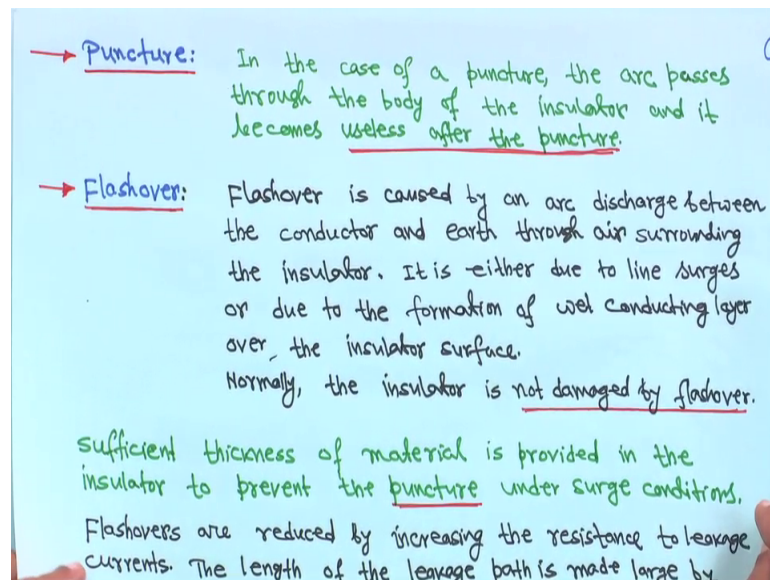 → Puncture: In the case of a puncture, the arc passes
through the body of the insulator and it
becomes useless after the puncture.
→ Flashover: Flashover is caused by an arc discharge between
the conductor and earth through air surrounding
the insulator. It is either due to line surges
or due to the formation of wet conducting layer
over, the insulator surface.
Normally, the insulator is not damaged by flashover.
sufficient thickness of material is provided in the
insulator to prevent the puncture under surge conditions.
Flashovers are reduced by increasing the resistance to leakage
currents. The length of the leakage path is made large by